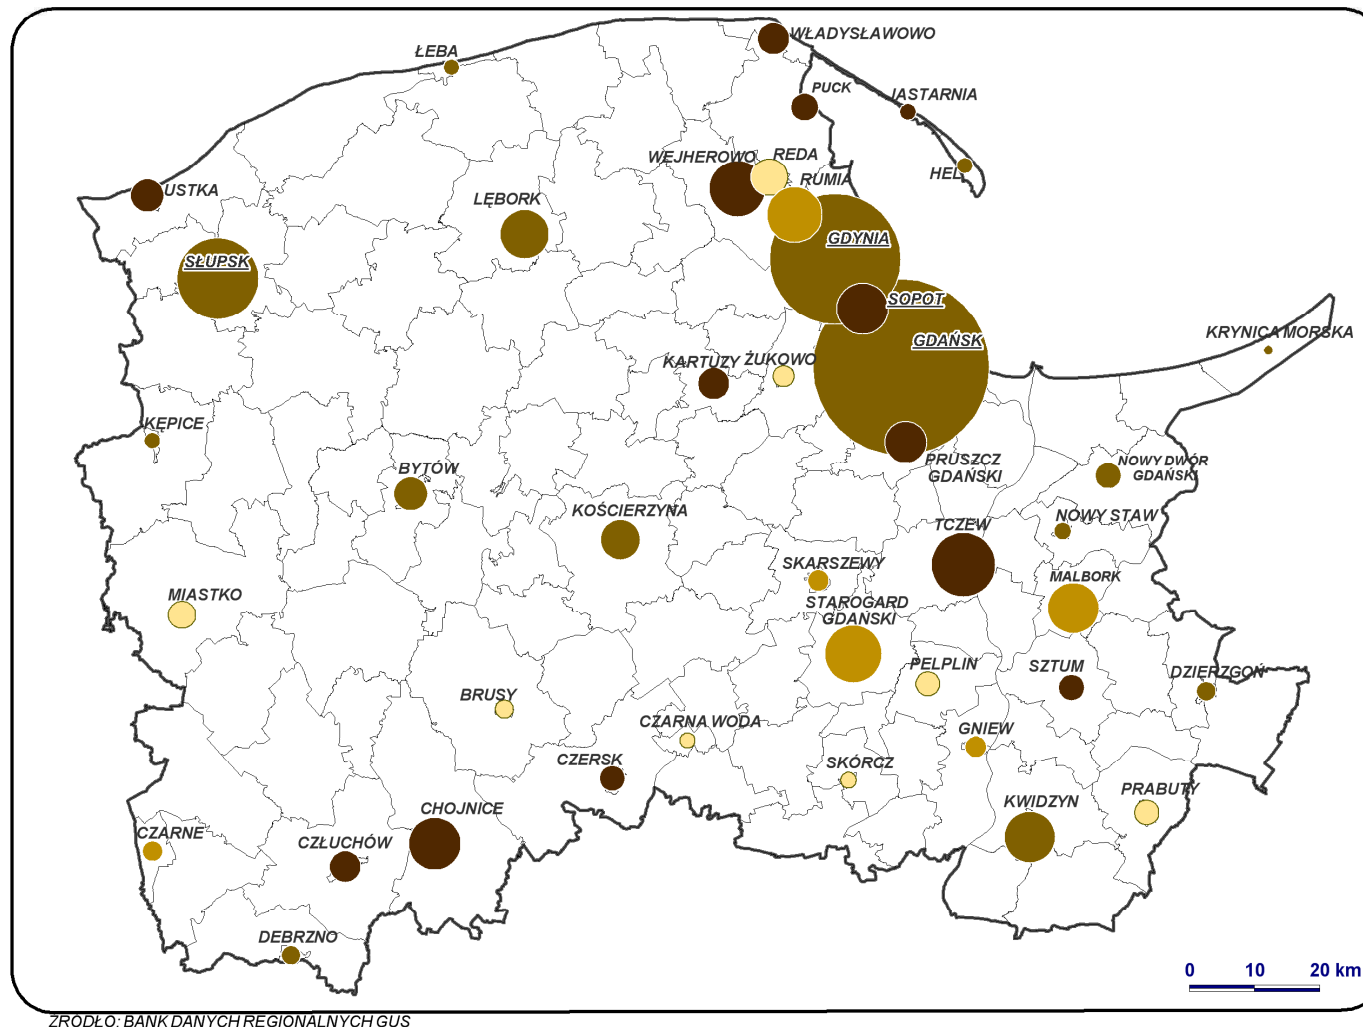 WŁADYSŁAWOWO
ŁEBA
PUCK
JASTARNIA
WEJHEROWO
REDA
HEL
RUMIA
USTKA
LĘBORK
GDYNIA
SŁUPSK
SOPOT
KRYNICA MORSKA
GDAŃSK
KARTUZY
ŻUKOWO
KĘPICE
BYTÓW
PRUSZCZ
GDAŃSKI
NOWY DWÓR
GDAŃSKI
KOŚCIERZYNA
NOWY STAW
TCZEW
SKARSZEWY
MALBORK
MIASTKO
STAROGARD
GDAŃSKI
PELPLIN
SZTUM
DZIERZGOŃ
BRUSY
CZARNA WODA
GNIEW
CZERSK
SKÓRCZ
PRABUTY
KWIDZYN
CHOJNICE
CZARNE
CZŁUCHÓW
DEBRZNO
0 10 20 km
ŹRÓDŁO: BANK DANYCH REGIONALNYCH GUS